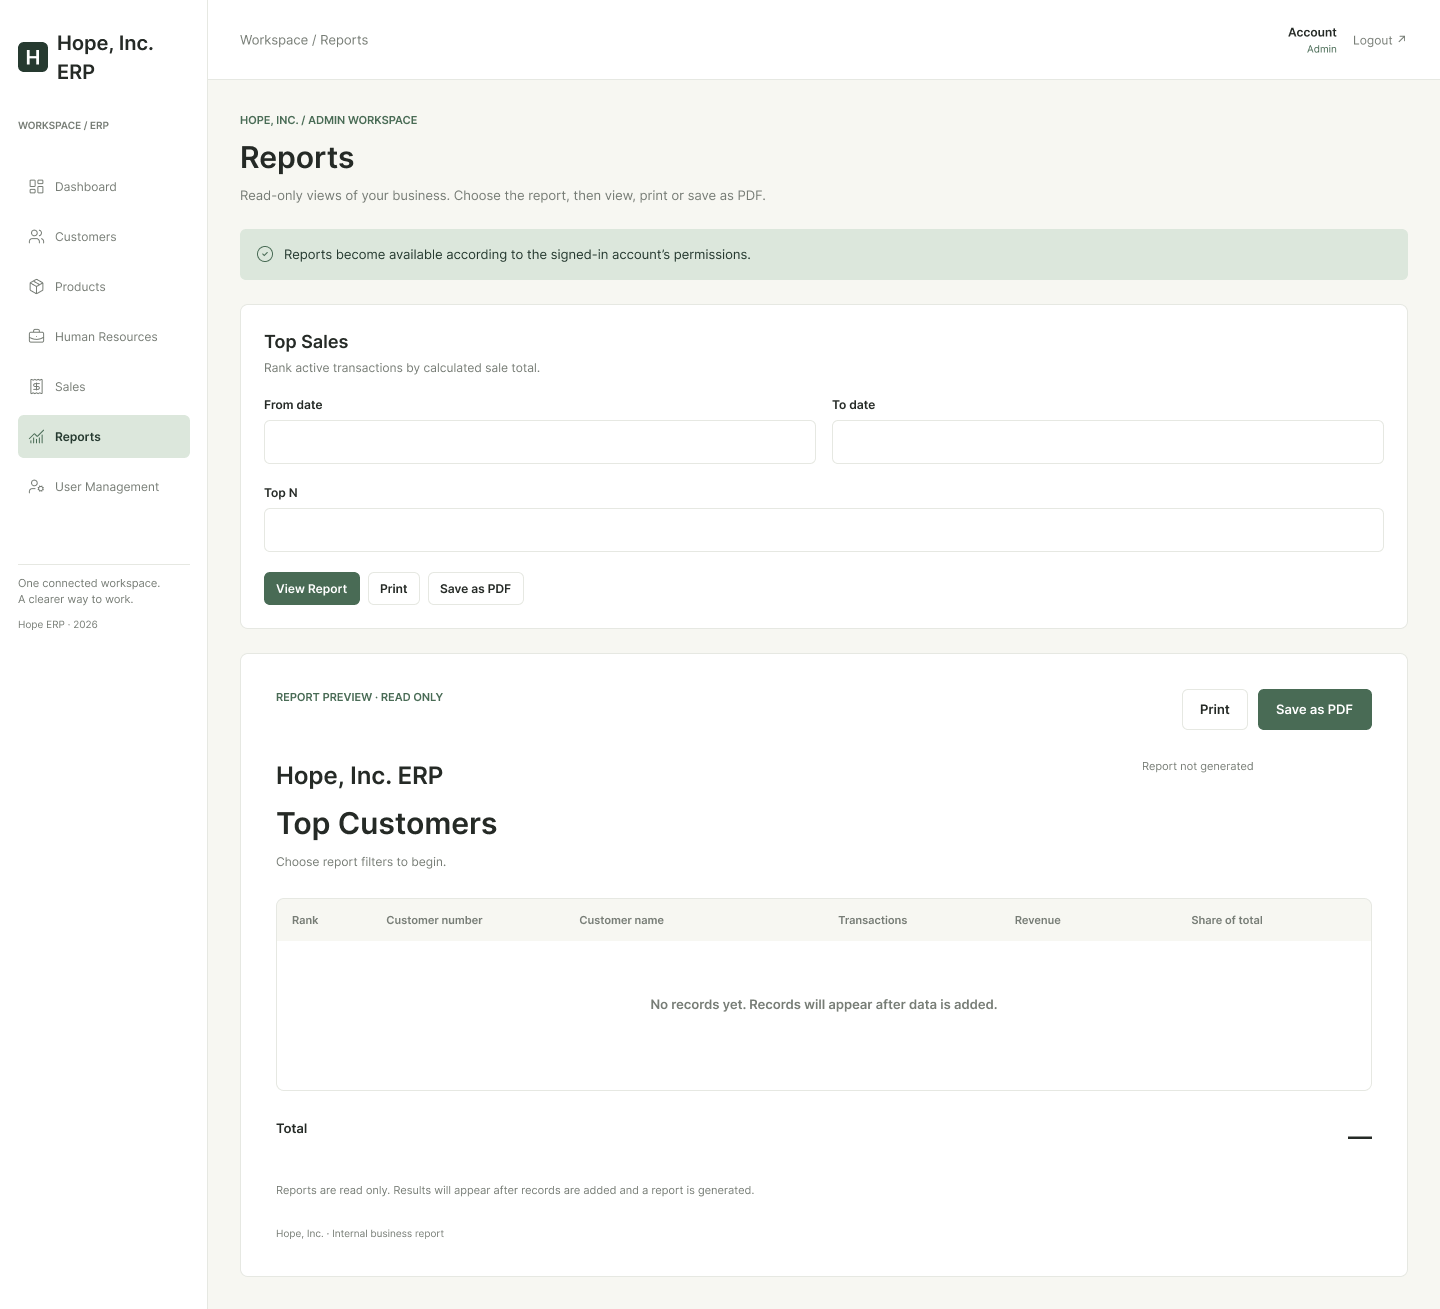 H
Hope, Inc.
ERP
WORKSPACE / ERP
Dashboard
Customers
Products
Human Resources
Sales
Reports
User Management
One connected workspace.
A clearer way to work.
Hope ERP · 2026
Workspace / Reports
Account
Admin
Logout ↗
HOPE, INC. / ADMIN WORKSPACE
Reports
Read-only views of your business. Choose the report, then view, print or save as PDF.
Reports become available according to the signed-in account’s permissions.
Top Sales
Rank active transactions by calculated sale total.
From date
To date
Top N
View Report
Print
Save as PDF
REPORT PREVIEW · READ ONLY
Print
Save as PDF
Hope, Inc. ERP
Report not generated
Top Customers
Choose report filters to begin.
Rank
Customer number
Customer name
Transactions
Revenue
Share of total
No records yet. Records will appear after data is added.
Total
—
Reports are read only. Results will appear after records are added and a report is generated.
Hope, Inc. · Internal business report